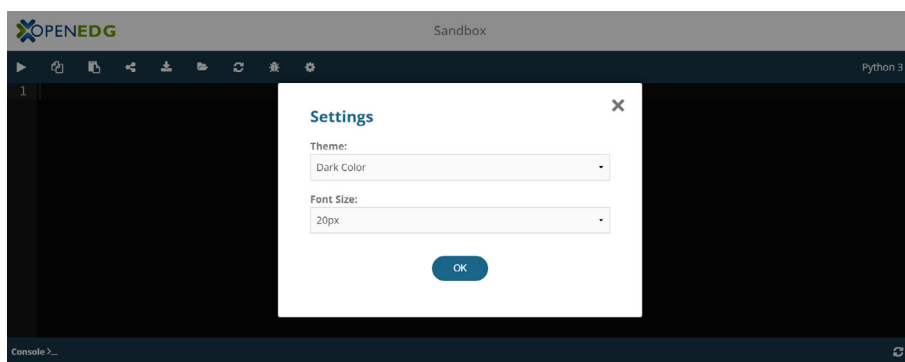 OPENEDG
Sandbox
Python 3
1
Settings
Theme:
Dark Color
Font Size:
20px
OK
Console >_